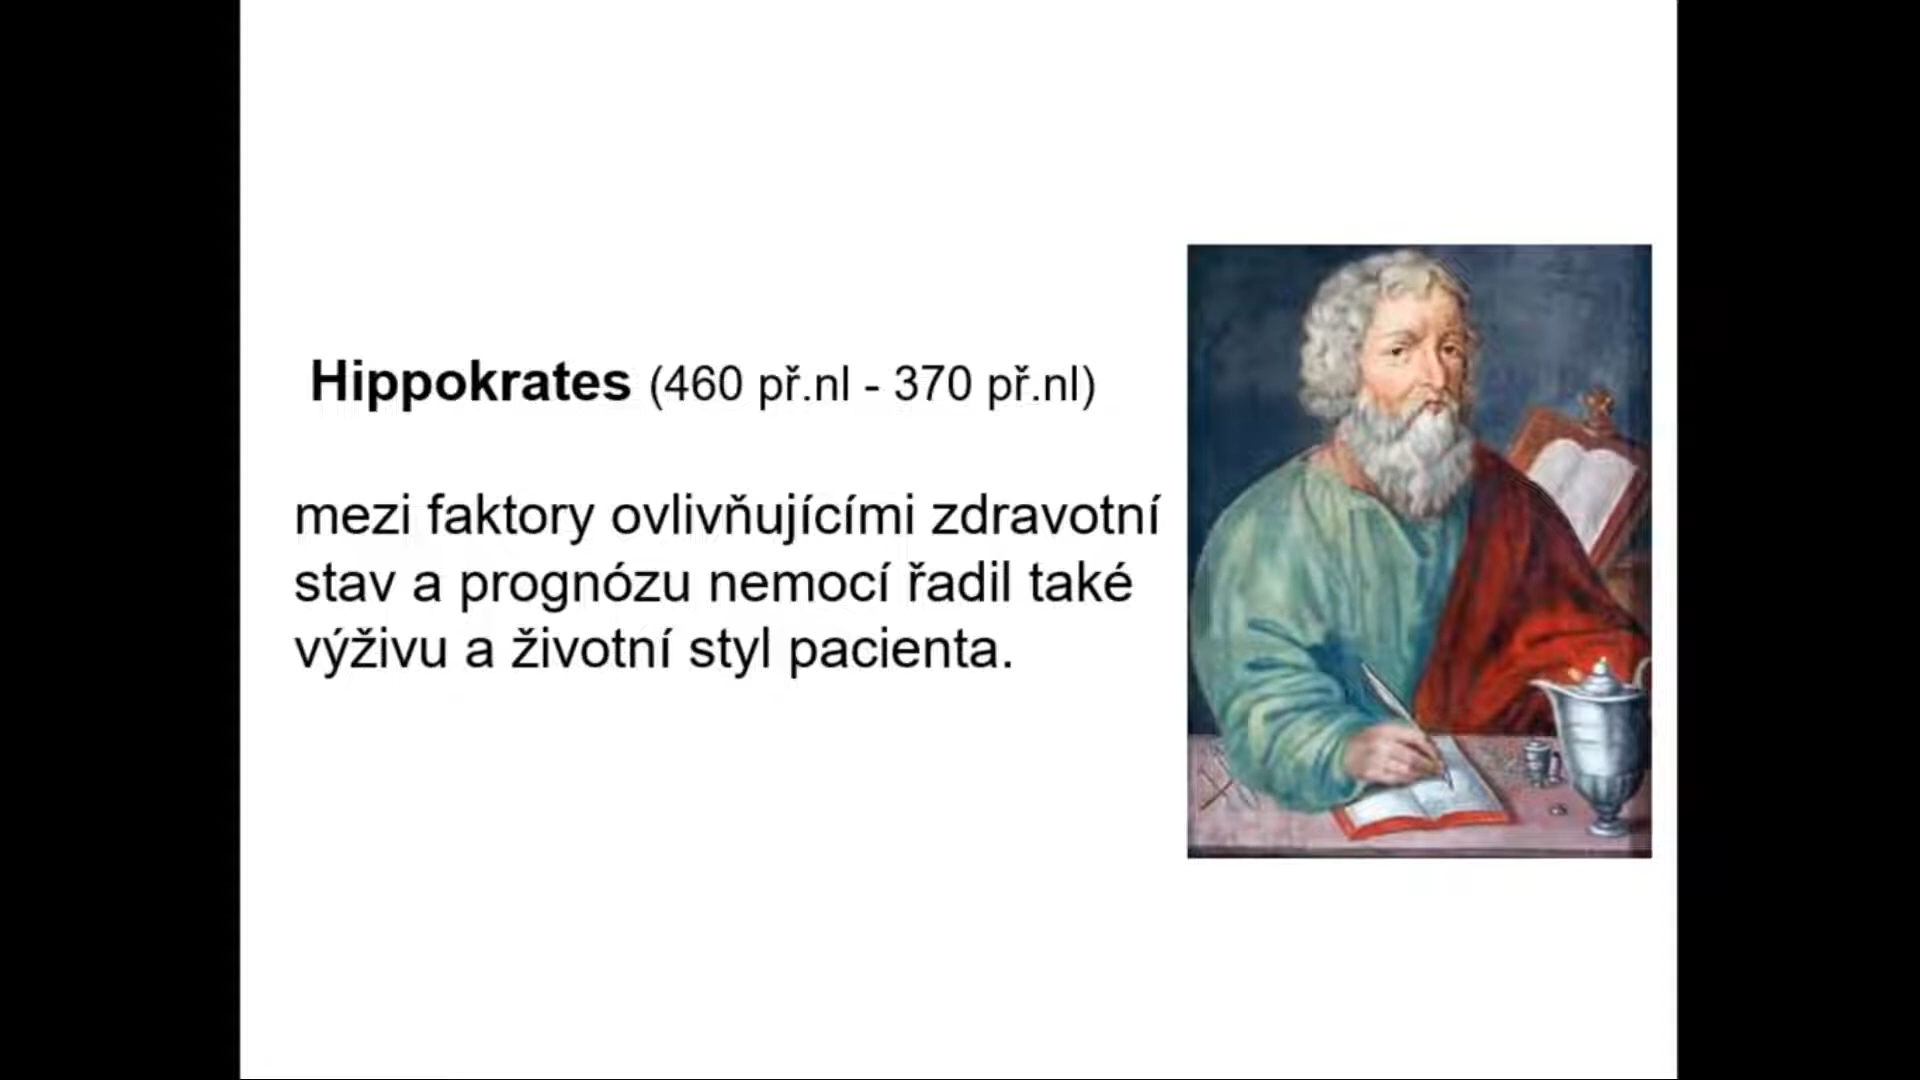 Hippokrates (460 př.nl - 370 př.nl)
mezi faktory ovlivňujícími zdravotní
stav a prognózu nemocí řadil také
výživu a životní styl pacienta.